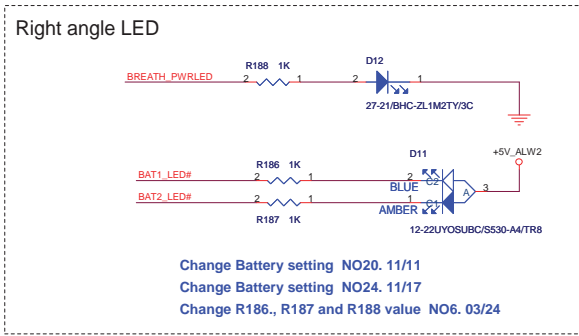 Right angle LED
R188 1K
D12
BREATH_PWRLED
2
1
2
1
27-21/BHC-ZL1M2TY/3C
+5V_ALW2
R186 1K
D11
BAT1_LED#
2
1
2
C2
BLUE
A
3
BAT2_LED#
2
1
1
C1
AMBER
R187 1K
12-22UYOSUBC/S530-A4/TR8
Change Battery setting NO20. 11/11
Change Battery setting NO24. 11/17
Change R186., R187 and R188 value NO6. 03/24